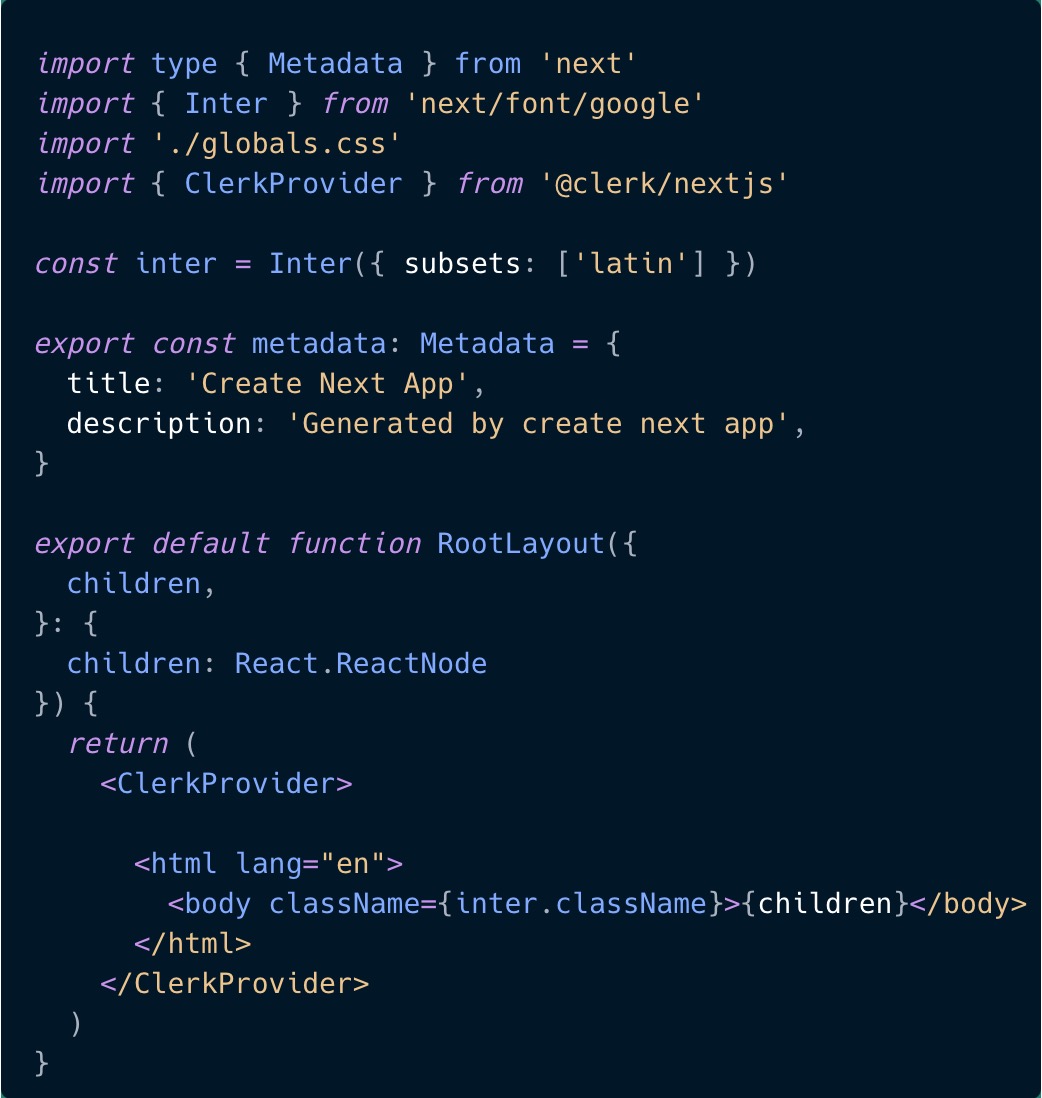 import type { Metadata } from 'next'
import { Inter } from 'next/font/google'
import './globals.css'
import { ClerkProvider } from '@clerk/nextjs'

const inter = Inter({ subsets: ['latin'] })

export const metadata: Metadata = {
  title: 'Create Next App',
  description: 'Generated by create next app',
}

export default function RootLayout({
  children,
}: {
  children: React.ReactNode
}) {
  return (
    <ClerkProvider>

      <html lang="en">
        <body className={inter.className}>{children}</body>
      </html>
    </ClerkProvider>
  )
}